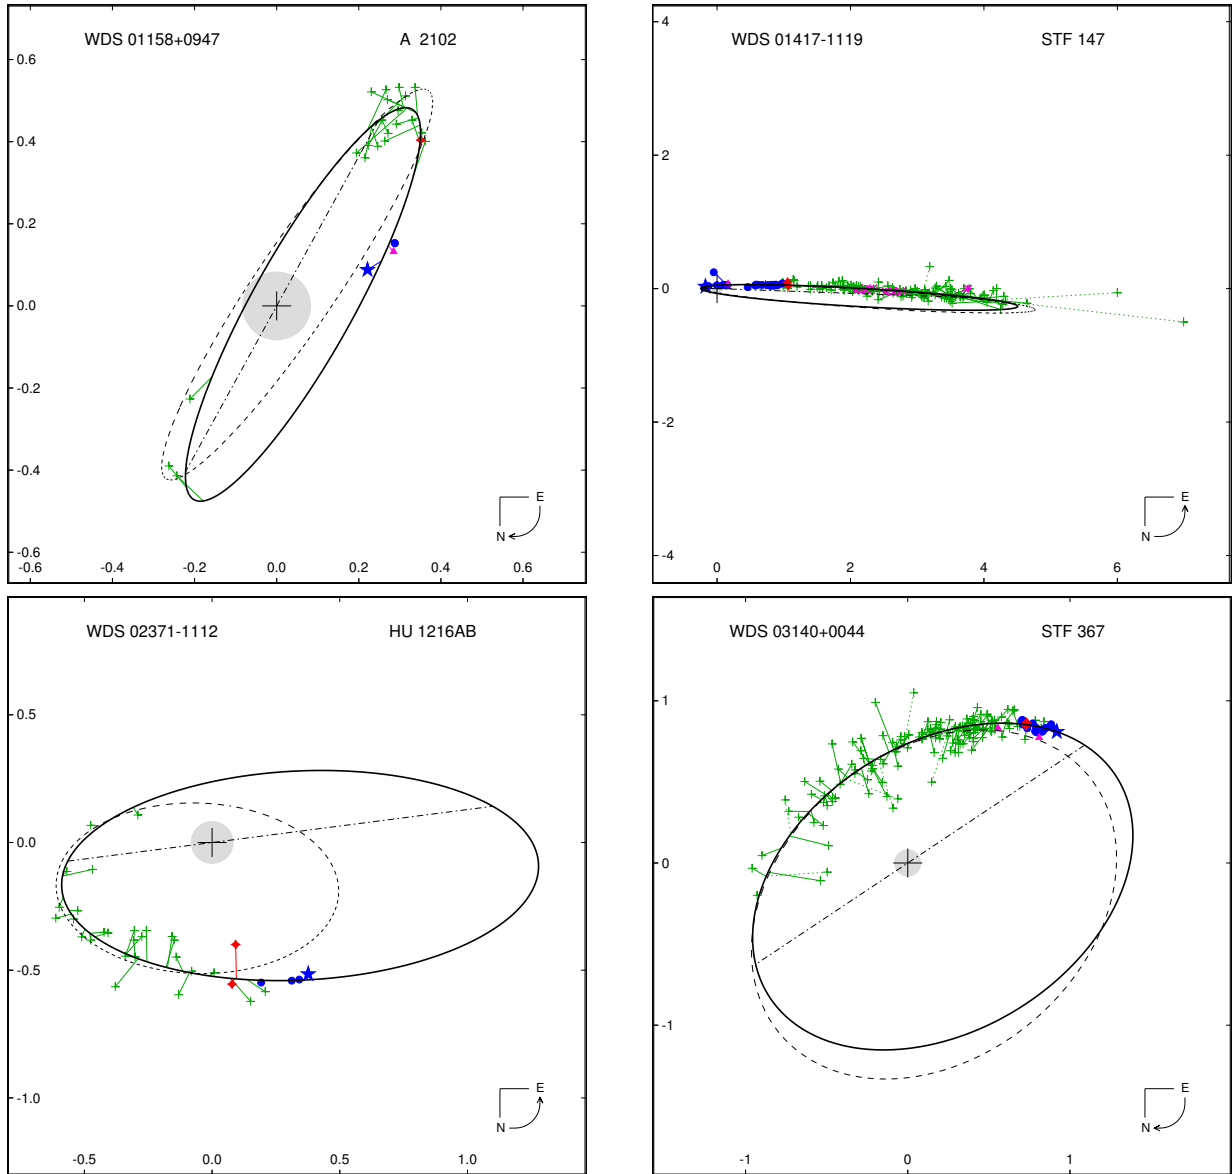 WDS 01158+0947 A 2102
0.6
0.4
0.2
0.0
-0.2
-0.4
-0.6
E
N
-0.6 -0.4 -0.2 0.0 0.2 0.4 0.6
WDS 01417-1119 STF 147
4
2
0
-2
-4
E
N
0 2 4 6
WDS 02371-1112 HU 1216AB
0.5
0.0
-0.5
-1.0
E
N
-0.5 0.0 0.5 1.0
WDS 03140+0044 STF 367
1
0
-1
E
N
-1 0 1